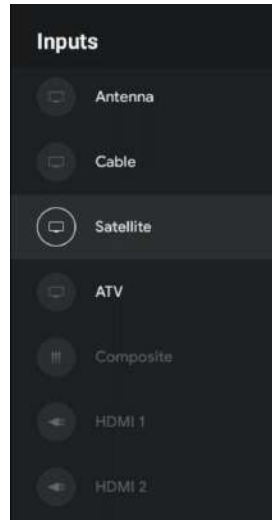 Inputs
Antenna
Cable
Satellite
ATV
Composite
HDMI 1
HDMI 2